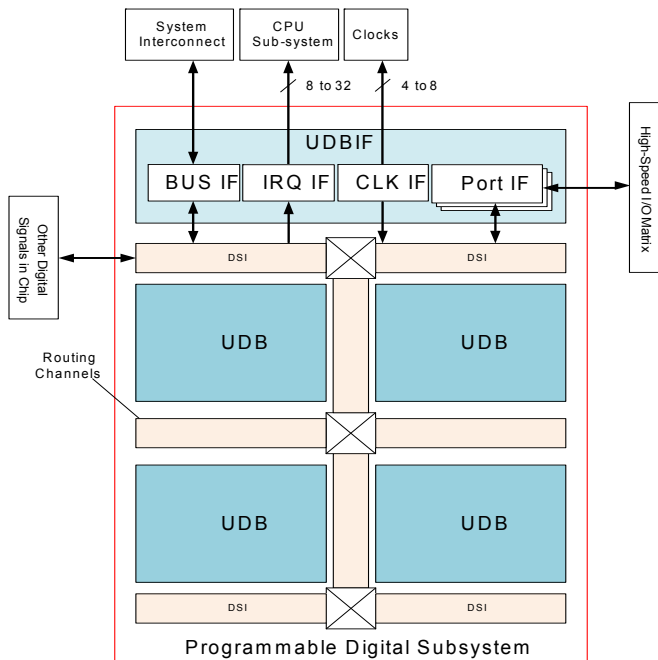 System
Interconnect
CPU
Sub-system
Clocks
8 to 32
4 to 8
High-Speed I/O Matrix
UDBIF
BUS IF
IRQ IF
CLK IF
Port IF
Other Digital
Signals in Chip
DSI
DSI
UDB
UDB
Routing
Channels
UDB
UDB
DSI
DSI
Programmable Digital Subsystem